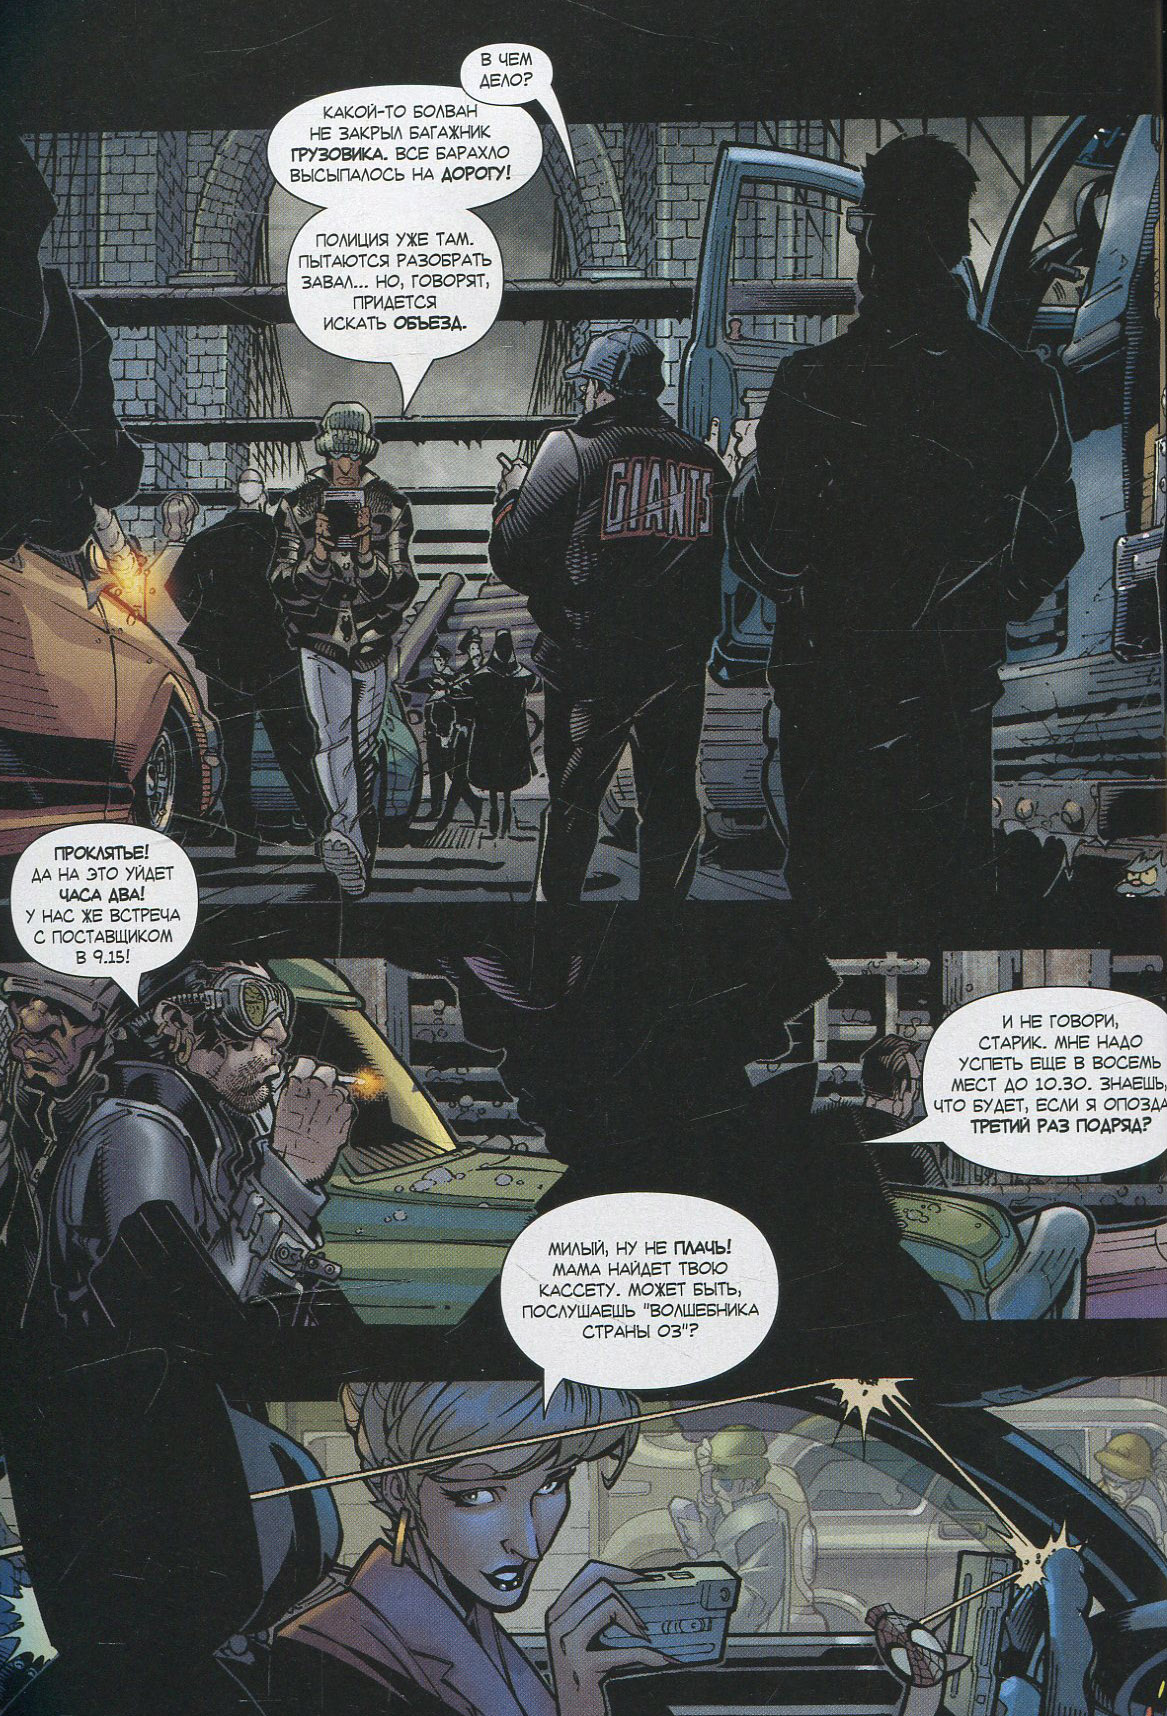 В ЧЕМ
ДЕЛО?
КАКОЙ-ТО БОЛВАН
НЕ ЗАКРЫЛ БАГАЖНИК
ГРУЗОВИКА. ВСЕ БАРАХЛО
ВЫСЫПАЛОСЬ НА ДОРОГУ!
ПОЛИЦИЯ УЖЕ ТАМ.
ПЫТАЮТСЯ РАЗОБРАТЬ
ЗАВАЛ... НО, ГОВОРЯТ,
ПРИДЕТСЯ
ИСКАТЬ ОБЪЕЗД.
GIANTS
ПРОКЛЯТЬЕ!
ДА НА ЭТО УЙДЕТ
ЧАСА ДВА!
У НАС ЖЕ ВСТРЕЧА
С ПОСТАВЩИКОМ
В 9.15!
И НЕ ГОВОРИ,
СТАРИК. МНЕ НАДО
УСПЕТЬ ЕЩЕ В ВОСЕМЬ
МЕСТ ДО 10.30. ЗНАЕШЬ,
ЧТО БУДЕТ, ЕСЛИ Я ОПОЗДА
ТРЕТИЙ РАЗ ПОДРЯД?
МИЛЫЙ, НУ НЕ ПЛАЧЬ!
МАМА НАЙДЕТ ТВОЮ
КАССЕТУ. МОЖЕТ БЫТЬ,
ПОСЛУШАЕШЬ "ВОЛШЕБНИКА
СТРАНЫ ОЗ"?